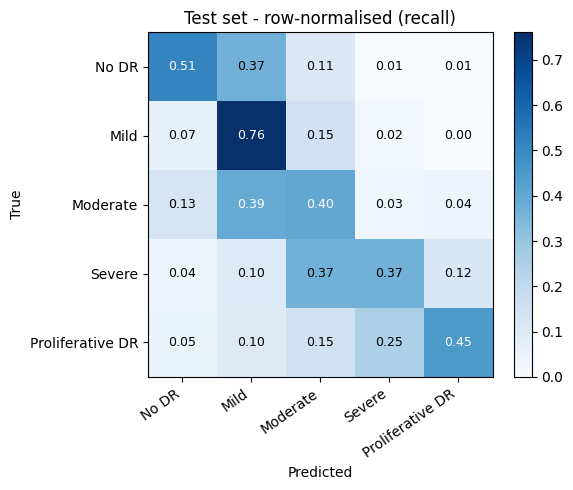 Test set - row-normalised (recall)
True
No DR 0.51 0.37 0.11 0.01 0.01
Mild 0.07 0.76 0.15 0.02 0.00
Moderate 0.13 0.39 0.40 0.03 0.04
Severe 0.04 0.10 0.37 0.37 0.12
Proliferative DR 0.05 0.10 0.15 0.25 0.45
No DR Mild Moderate Severe Proliferative DR
Predicted
0.7
0.6
0.5
0.4
0.3
0.2
0.1
0.0